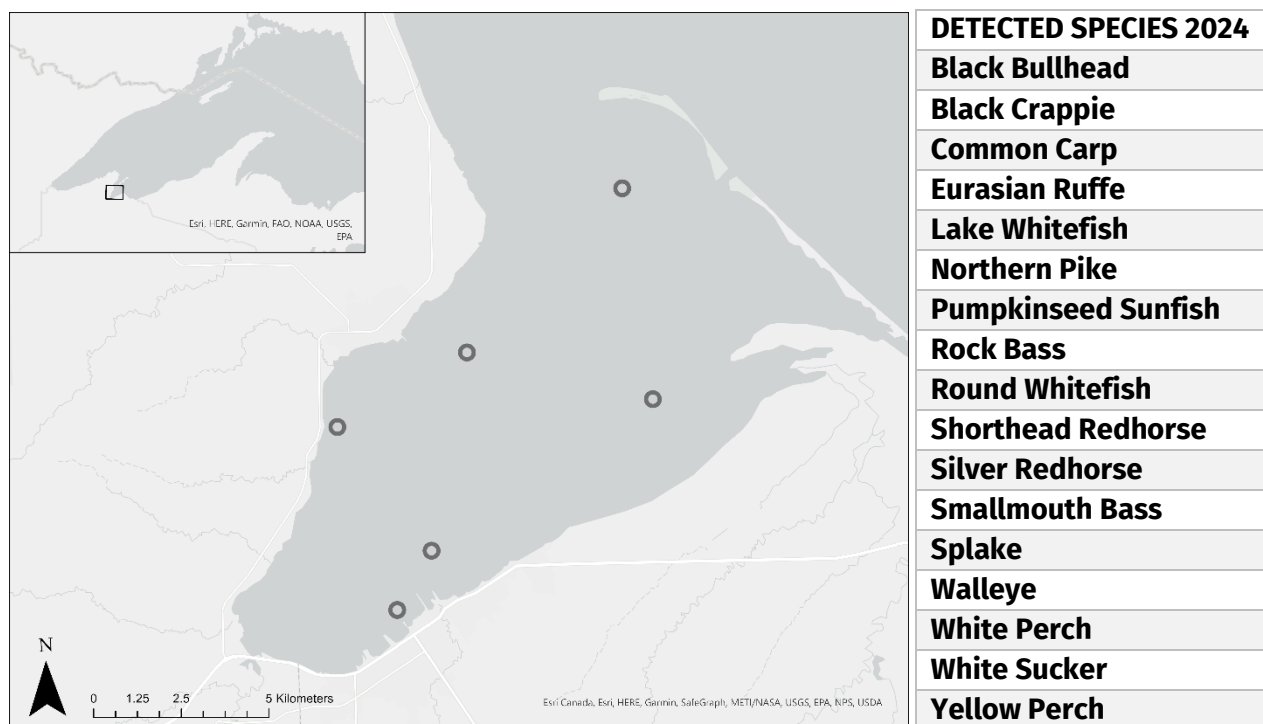 Esri, HERE, Garmin, FAO, NOAA, USGS,
EPA
N
0 1.25 2.5 5 Kilometers
Esri Canada, Esri, HERE, Garmin, SafeGraph, METI/NASA, USGS, EPA, NPS, USDA
DETECTED SPECIES 2024
Black Bullhead
Black Crappie
Common Carp
Eurasian Ruffe
Lake Whitefish
Northern Pike
Pumpkinseed Sunfish
Rock Bass
Round Whitefish
Shorthead Redhorse
Silver Redhorse
Smallmouth Bass
Splake
Walleye
White Perch
White Sucker
Yellow Perch